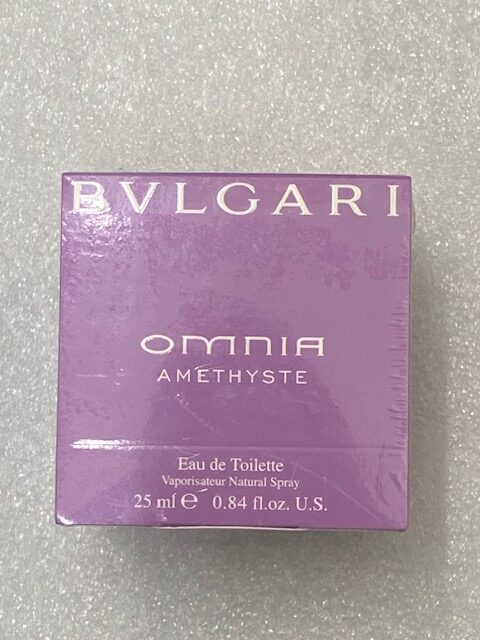 BVLGARI
OMNIA
AMETHYSTE
Eau de Toilette
Vaporisateur Natural Spray
25 ml ℮ 0.84 fl.oz. U.S.